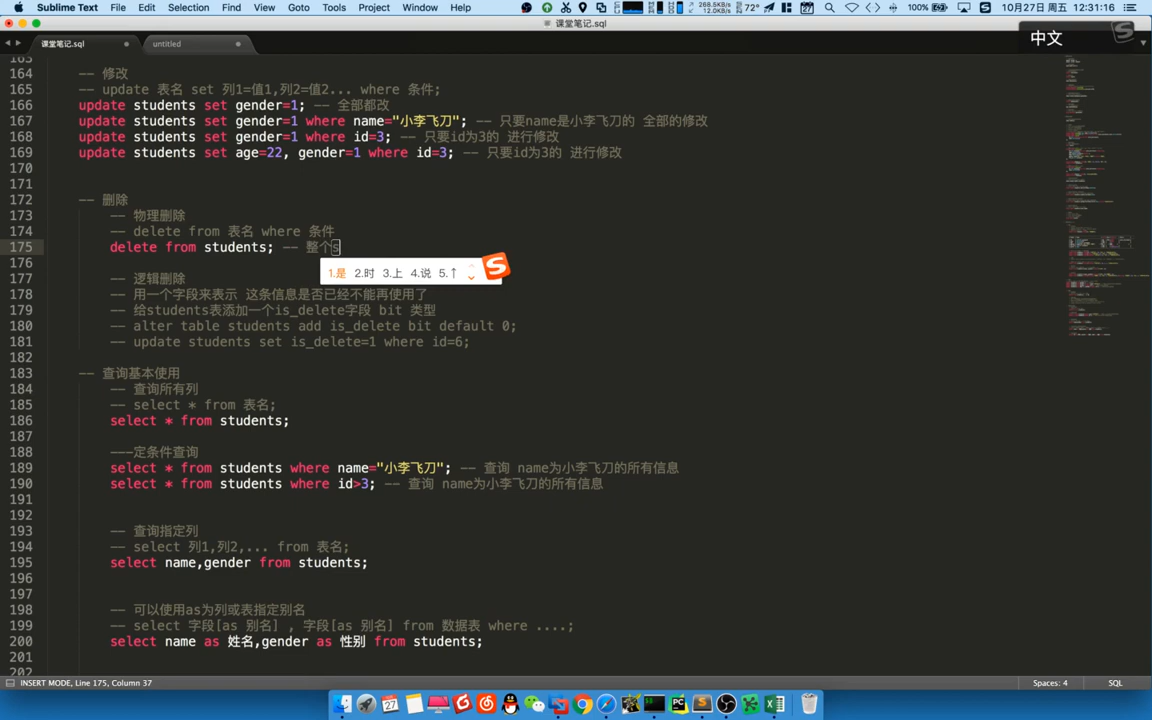 Sublime Text File Edit Selection Find View Goto Tools Project Window Help 268.5KB/s 12.0KB/s 72° 27 100% 10月27日 周五 12:31:16
课堂笔记.sql
课堂笔记.sql untitled
中文
163
164 -- 修改
165 -- update 表名 set 列1=值1,列2=值2... where 条件;
166 update students set gender=1; -- 全部都改
167 update students set gender=1 where name="小李飞刀"; -- 只要name是小李飞刀的 全部的修改
168 update students set gender=1 where id=3; -- 只要id为3的 进行修改
169 update students set age=22, gender=1 where id=3; -- 只要id为3的 进行修改
170
171
172 -- 删除
173 -- 物理删除
174 -- delete from 表名 where 条件
175 delete from students; -- 整个s
176
1.是 2.时 3.上 4.说 5.↑
177 -- 逻辑删除
178 -- 用一个字段来表示 这条信息是否已经不能再使用了
179 -- 给students表添加一个is_delete字段 bit 类型
180 -- alter table students add is_delete bit default 0;
181 -- update students set is_delete=1 where id=6;
182
183 -- 查询基本使用
184 -- 查询所有列
185 -- select * from 表名;
186 select * from students;
187
188 ---定条件查询
189 select * from students where name="小李飞刀"; -- 查询 name为小李飞刀的所有信息
190 select * from students where id>3; -- 查询 name为小李飞刀的所有信息
191
192
193 -- 查询指定列
194 -- select 列1,列2,... from 表名;
195 select name,gender from students;
196
197
198 -- 可以使用as为列或表指定别名
199 -- select 字段[as 别名] , 字段[as 别名] from 数据表 where ....;
200 select name as 姓名,gender as 性别 from students;
201
202
INSERT MODE, Line 175, Column 37 Spaces: 4 SQL